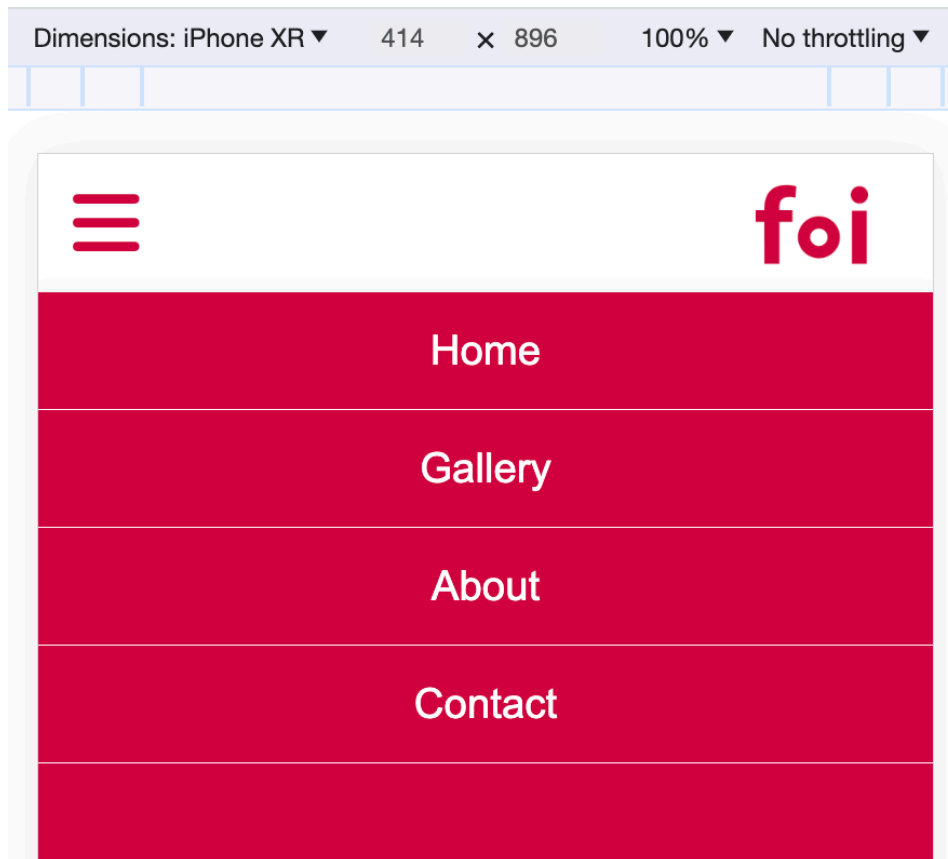 Dimensions: iPhone XR ▼ 414 × 896 100% ▼ No throttling ▼
foi
Home
Gallery
About
Contact